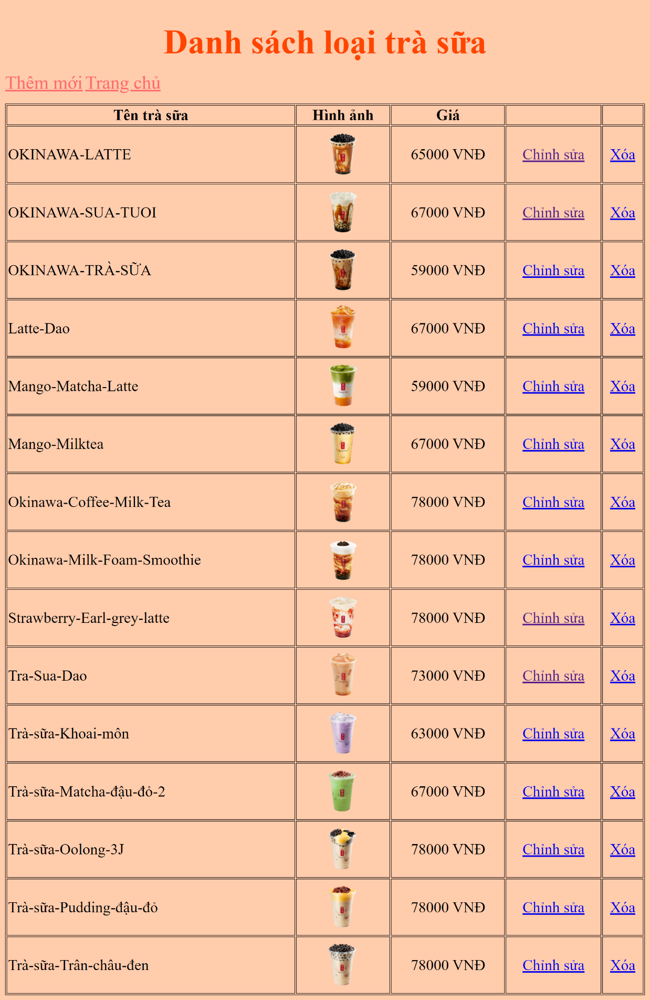 Danh sách loại trà sữa
Thêm mới Trang chủ
Tên trà sữa Hình ảnh Giá
OKINAWA-LATTE 65000 VNĐ Chỉnh sửa Xóa
OKINAWA-SUA-TUOI 67000 VNĐ Chỉnh sửa Xóa
OKINAWA-TRÀ-SỮA 59000 VNĐ Chỉnh sửa Xóa
Latte-Dao 67000 VNĐ Chỉnh sửa Xóa
Mango-Matcha-Latte 59000 VNĐ Chỉnh sửa Xóa
Mango-Milktea 67000 VNĐ Chỉnh sửa Xóa
Okinawa-Coffee-Milk-Tea 78000 VNĐ Chỉnh sửa Xóa
Okinawa-Milk-Foam-Smoothie 78000 VNĐ Chỉnh sửa Xóa
Strawberry-Earl-grey-latte 78000 VNĐ Chỉnh sửa Xóa
Tra-Sua-Dao 73000 VNĐ Chỉnh sửa Xóa
Trà-sữa-Khoai-môn 63000 VNĐ Chỉnh sửa Xóa
Trà-sữa-Matcha-đậu-đỏ-2 67000 VNĐ Chỉnh sửa Xóa
Trà-sữa-Oolong-3J 78000 VNĐ Chỉnh sửa Xóa
Trà-sữa-Pudding-đậu-đỏ 78000 VNĐ Chỉnh sửa Xóa
Trà-sữa-Trân-châu-đen 78000 VNĐ Chỉnh sửa Xóa